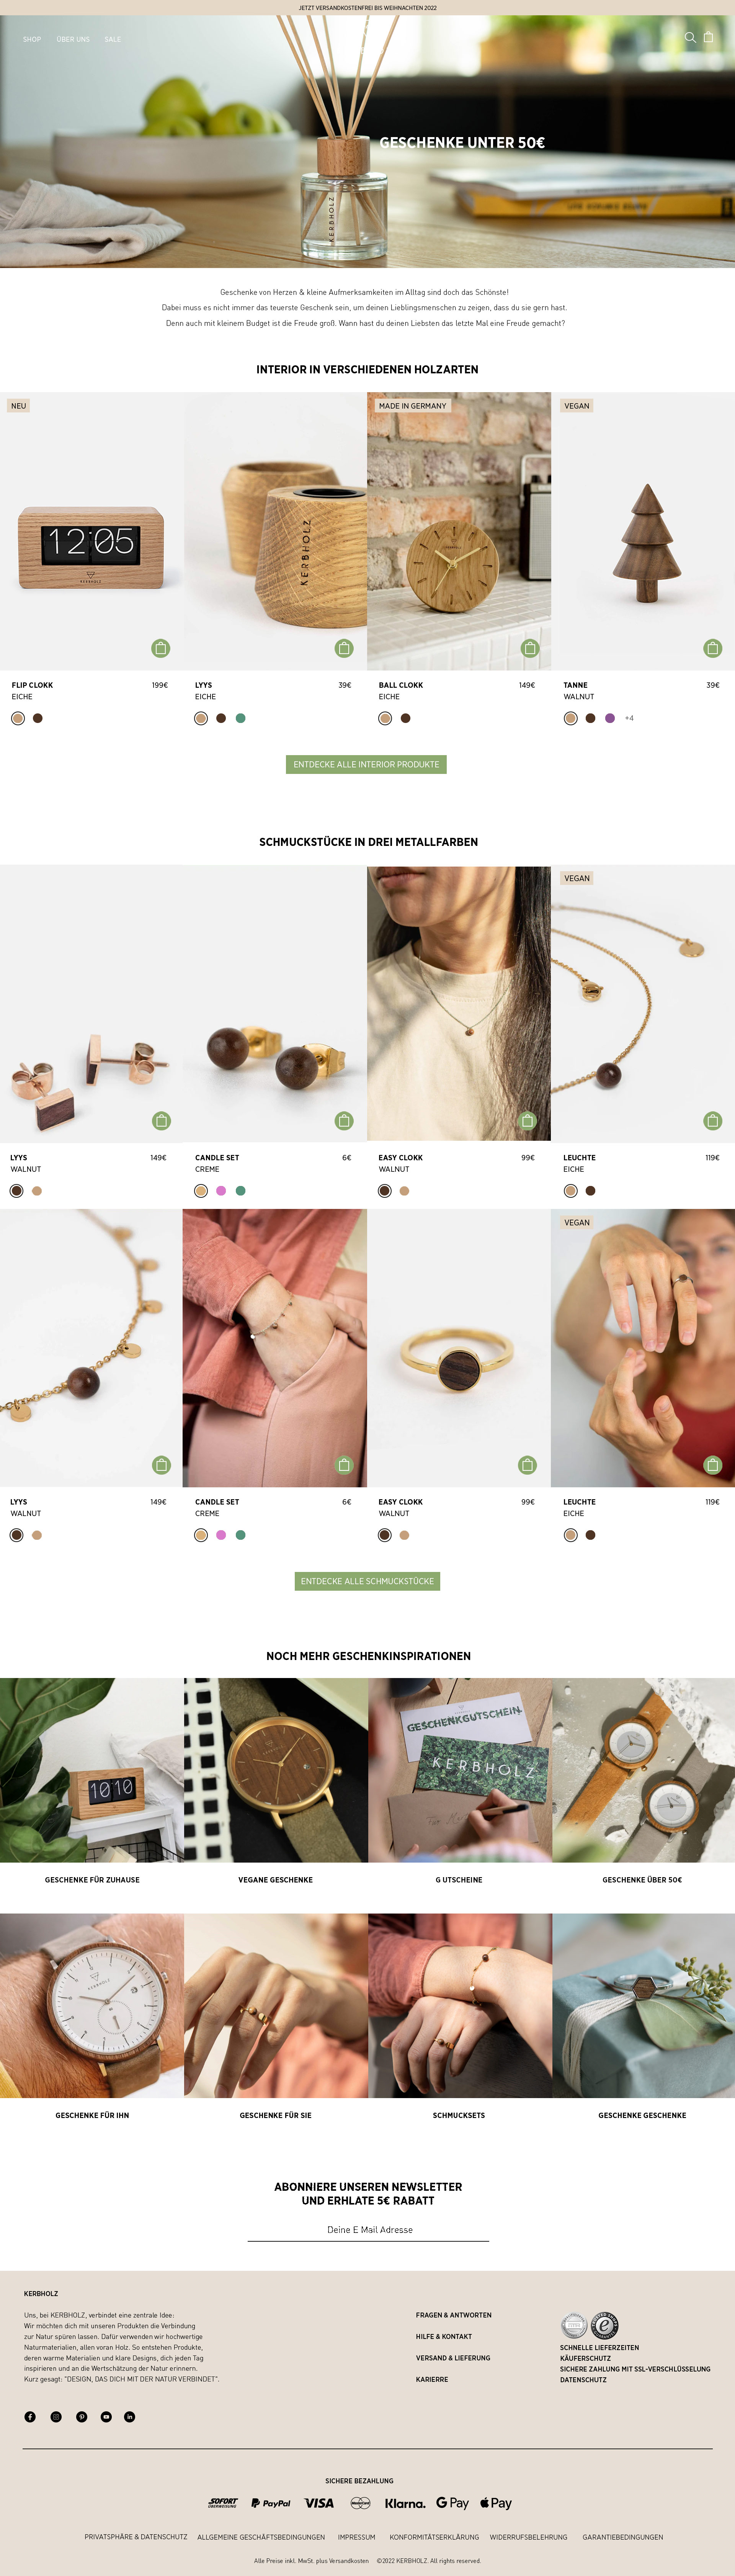 JETZT VERSANDKOSTENFREI BIS WEIHNACHTEN 2022
SHOP ÜBER UNS SALE
GESCHENKE UNTER 50€
KERBHOLZ
Geschenke von Herzen & kleine Aufmerksamkeiten im Alltag sind doch das Schönste!
Dabei muss es nicht immer das teuerste Geschenk sein, um deinen Lieblingsmenschen zu zeigen, dass du sie gern hast.
Denn auch mit kleinem Budget ist die Freude groß. Wann hast du deinen Liebsten das letzte Mal eine Freude gemacht?
INTERIOR IN VERSCHIEDENEN HOLZARTEN
NEU
MADE IN GERMANY
VEGAN
12:05
KERBHOLZ
KERBHOLZ
FLIP CLOKK 199€
EICHE
LYYS 39€
EICHE
BALL CLOKK 149€
EICHE
TANNE 39€
WALNUT
+4
ENTDECKE ALLE INTERIOR PRODUKTE
SCHMUCKSTÜCKE IN DREI METALLFARBEN
VEGAN
LYYS 149€
WALNUT
CANDLE SET 6€
CREME
EASY CLOKK 99€
WALNUT
LEUCHTE 119€
EICHE
VEGAN
LYYS 149€
WALNUT
CANDLE SET 6€
CREME
EASY CLOKK 99€
WALNUT
LEUCHTE 119€
EICHE
ENTDECKE ALLE SCHMUCKSTÜCKE
NOCH MEHR GESCHENKINSPIRATIONEN
10 10
GESCHENKGUTSCHEIN
KERBHOLZ
GESCHENKE FÜR ZUHAUSE
VEGANE GESCHENKE
G UTSCHEINE
GESCHENKE ÜBER 50€
KERBHOLZ
GESCHENKE FÜR IHN
GESCHENKE FÜR SIE
SCHMUCKSETS
GESCHENKE GESCHENKE
ABONNIERE UNSEREN NEWSLETTER
UND ERHLATE 5€ RABATT
Deine E Mail Adresse
KERBHOLZ
Uns, bei KERBHOLZ, verbindet eine zentrale Idee:
Wir möchten dich mit unseren Produkten die Verbindung
zur Natur spüren lassen. Dafür verwenden wir hochwertige
Naturmaterialien, allen voran Holz. So entstehen Produkte,
deren warme Materialien und klare Designs, dich jeden Tag
inspirieren und an die Wertschätzung der Natur erinnern.
Kurz gesagt: "DESIGN, DAS DICH MIT DER NATUR VERBINDET".
FRAGEN & ANTWORTEN
HILFE & KONTAKT
VERSAND & LIEFERUNG
KARIERRE
SCHNELLE LIEFERZEITEN
KÄUFERSCHUTZ
SICHERE ZAHLUNG MIT SSL-VERSCHLÜSSELUNG
DATENSCHUTZ
SICHERE BEZAHLUNG
SOFORT ÜBERWEISUNG PayPal VISA MasterCard Klarna. G Pay Pay
PRIVATSPHÄRE & DATENSCHUTZ ALLGEMEINE GESCHÄFTSBEDINGUNGEN IMPRESSUM KONFORMITÄTSERKLÄRUNG WIDERRUFSBELEHRUNG GARANTIEBEDINGUNGEN
Alle Preise inkl. MwSt. plus Versandkosten ©2022 KERBHOLZ. All rights reserved.